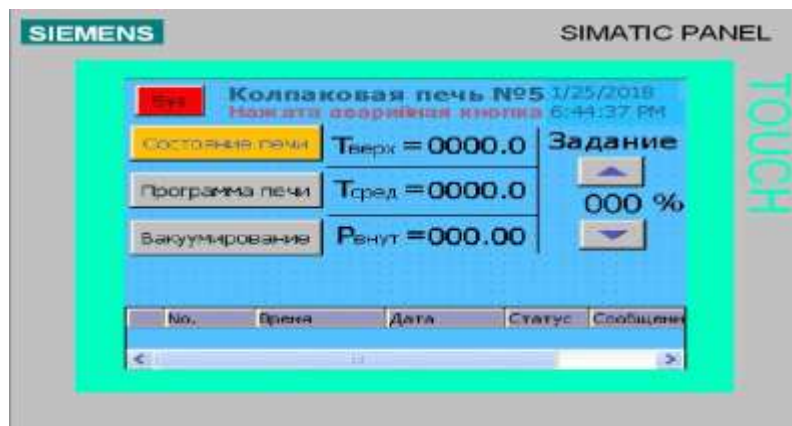 SIEMENS SIMATIC PANEL
TOUCH
Колпаковая печь №5 1/25/2018
Нажата аварийная кнопка 6:44:37 PM
Состояние печи Tверх = 0000.0 Задание
Программа печи Tсред = 0000.0 000 %
Вакуумирование Pвнут =000.00
No. Время Дата Статус Сообщени